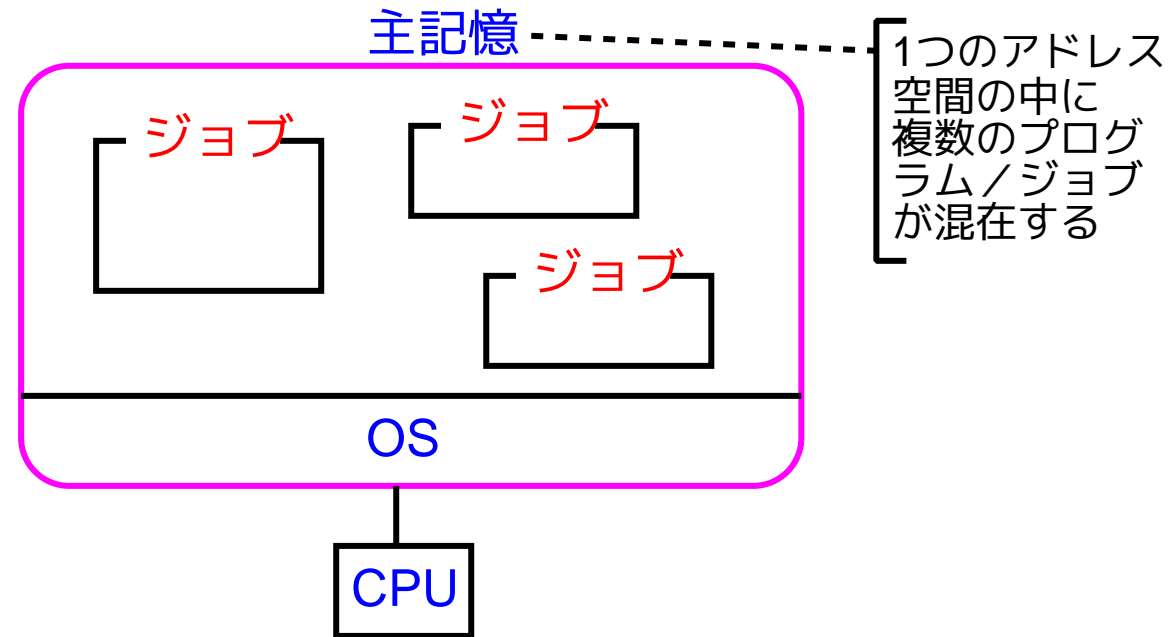 主記憶
1つのアドレス
空間の中に
複数のプログ
ラム／ジョブ
が混在する
ジョブ
ジョブ
ジョブ
OS
CPU